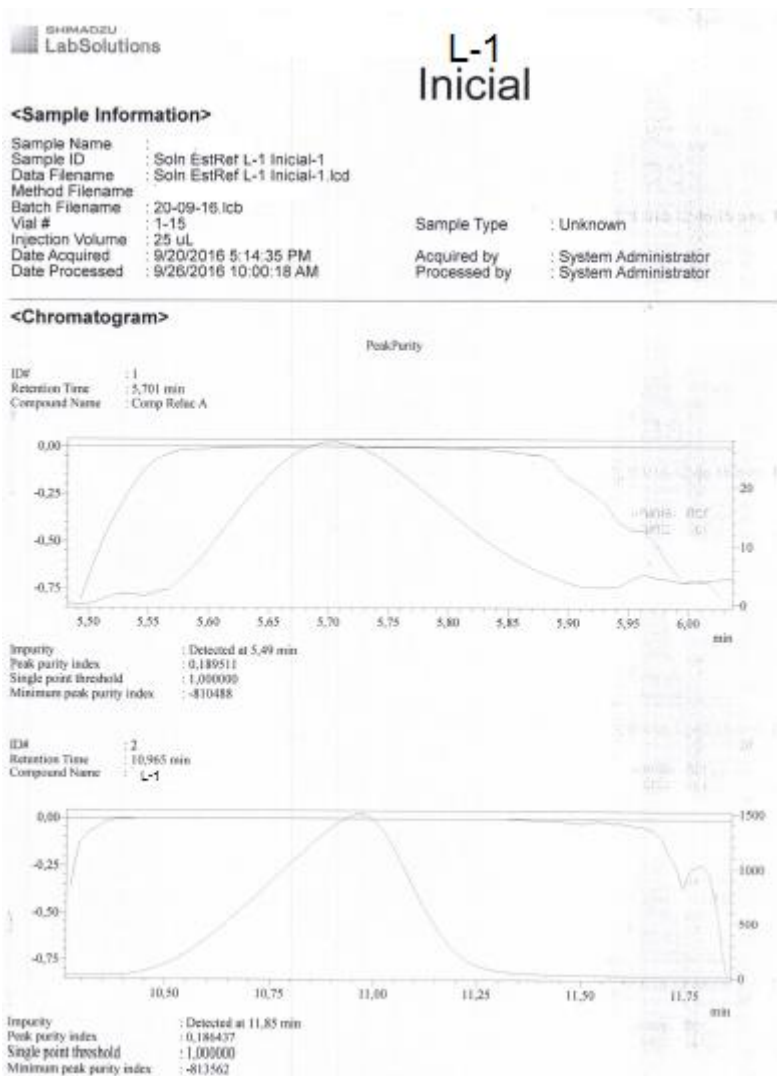 SHIMADZU
LabSolutions
L-1
Inicial
<Sample Information>
Sample Name :
Sample ID : Soln EstRef L-1 Inicial-1
Data Filename : Soln EstRef L-1 Inicial-1.lcd
Method Filename
Batch Filename : 20-09-16.lcb
Vial # : 1-15 Sample Type : Unknown
Injection Volume : 25 uL
Date Acquired : 9/20/2016 5:14:35 PM Acquired by : System Administrator
Date Processed : 9/26/2016 10:00:18 AM Processed by : System Administrator
<Chromatogram>
PeakPurity
ID# : 1
Retention Time : 5,701 min
Compound Name : Comp Relac A
0,00
-0,25 20
-0,50 10
-0,75 0
5,50 5,55 5,60 5,65 5,70 5,75 5,80 5,85 5,90 5,95 6,00
min
Impurity : Detected at 5,49 min
Peak purity index : 0,189511
Single point threshold : 1,000000
Minimum peak purity index : -810488
ID# : 2
Retention Time : 10,965 min
Compound Name : L-1
0,00 1500
-0,25 1000
-0,50 500
-0,75 0
10,50 10,75 11,00 11,25 11,50 11,75
min
Impurity : Detected at 11,85 min
Peak purity index : 0,186437
Single point threshold : 1,000000
Minimum peak purity index : -813562